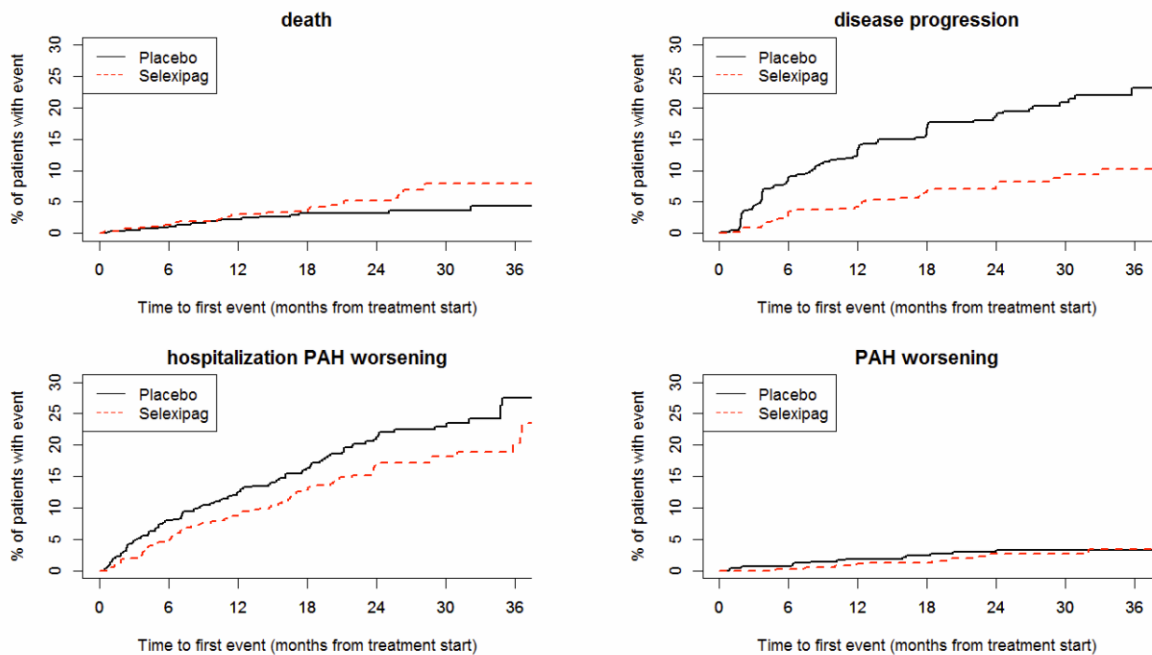 death
% of patients with event
30
25
20
15
10
5
0
Placebo
Selexipag
0 6 12 18 24 30 36
Time to first event (months from treatment start)
disease progression
% of patients with event
30
25
20
15
10
5
0
Placebo
Selexipag
0 6 12 18 24 30 36
Time to first event (months from treatment start)
hospitalization PAH worsening
% of patients with event
30
25
20
15
10
5
0
Placebo
Selexipag
0 6 12 18 24 30 36
Time to first event (months from treatment start)
PAH worsening
% of patients with event
30
25
20
15
10
5
0
Placebo
Selexipag
0 6 12 18 24 30 36
Time to first event (months from treatment start)